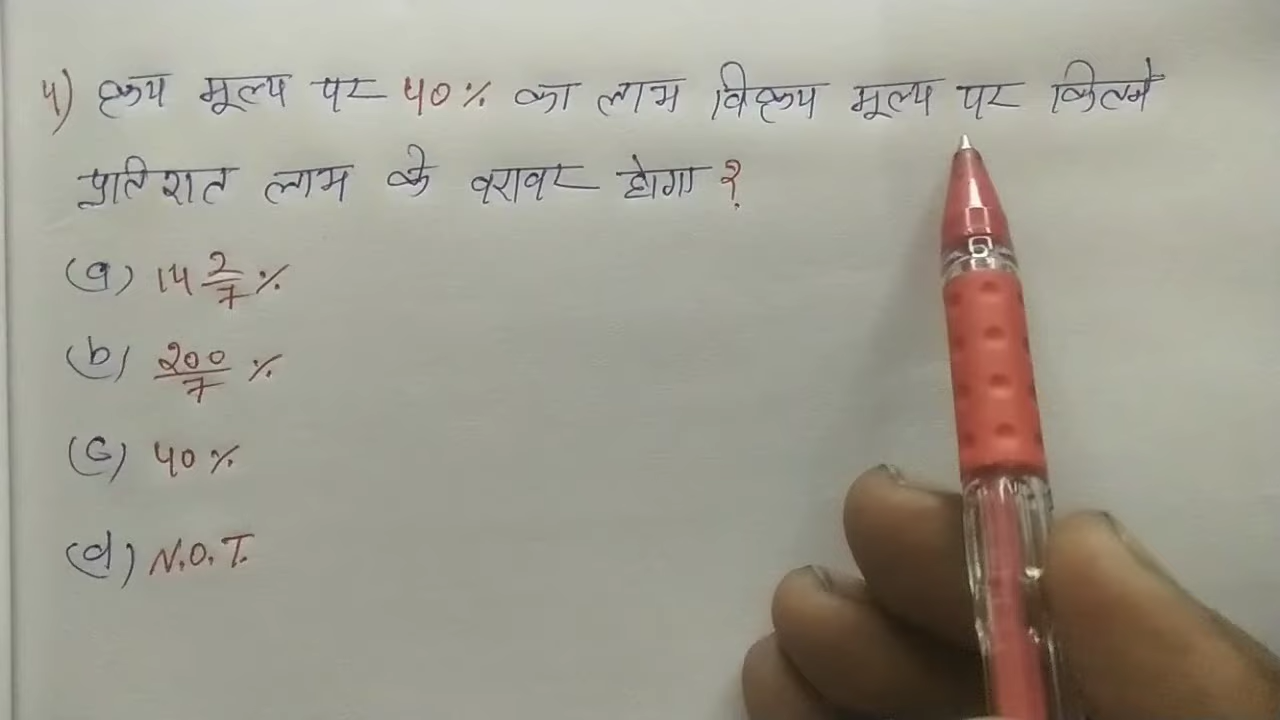 4) क्रय मूल्य पर 40% का लाभ विक्रय मूल्य पर कितने
प्रतिशत लाभ के बराबर होगा ?
(a) 14 2/7 %
(b) 200/7 %
(c) 40 %
(d) N.O.T.